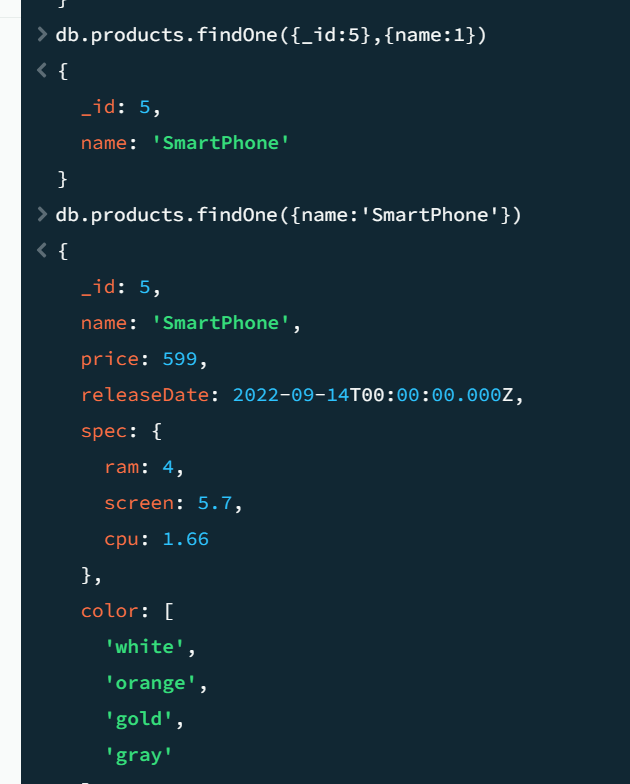 }
> db.products.findOne({_id:5},{name:1})
< {
_id: 5,
name: 'SmartPhone'
}
> db.products.findOne({name:'SmartPhone'})
< {
_id: 5,
name: 'SmartPhone',
price: 599,
releaseDate: 2022-09-14T00:00:00.000Z,
spec: {
ram: 4,
screen: 5.7,
cpu: 1.66
},
color: [
'white',
'orange',
'gold',
'gray'